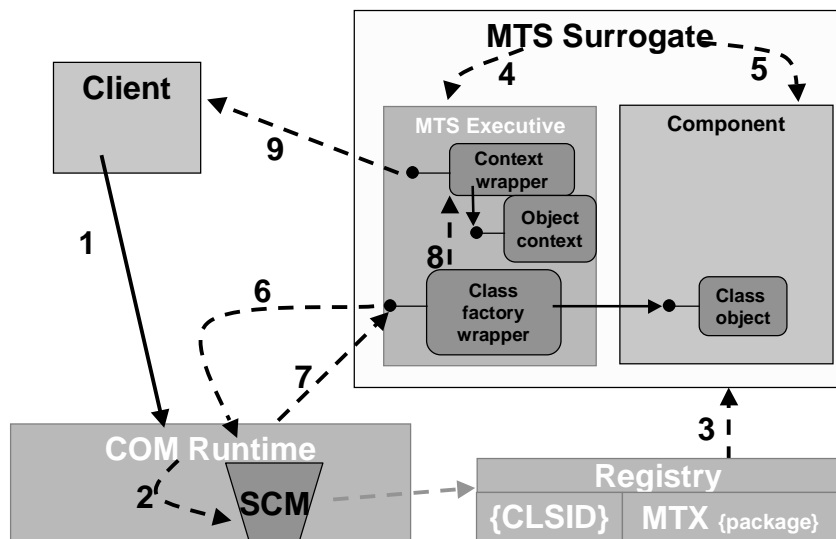 MTS Surrogate
4
5
Client
MTS Executive
Component
9
Context
wrapper
Object
context
1
8
6
Class
factory
wrapper
Class
object
7
3
COM Runtime
Registry
2
SCM
{CLSID}
MTX {package}